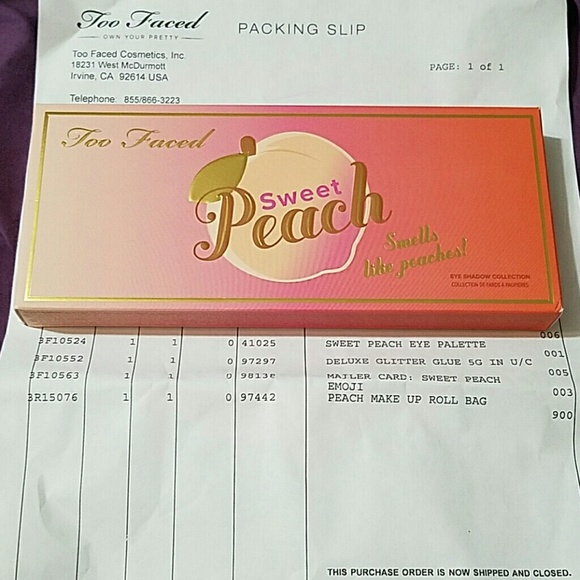 Too Faced
OWN YOUR PRETTY
PACKING SLIP
Too Faced Cosmetics, Inc.
18231 West McDurmott
Irvine, CA 92614 USA
PAGE: 1 of 1
Telephone: 855/866-3223
Too Faced
Sweet
Peach
Smells
like peaches!
EYE SHADOW COLLECTION
COLLECTION DE FARDS À PAUPIÈRES
006
BF10524 1 1 0 41025 SWEET PEACH EYE PALETTE
001
BF10552 1 1 0 97297 DELUXE GLITTER GLUE 5G IN U/C
005
BF10563 1 1 0 98138 MAILER CARD: SWEET PEACH
EMOJI
003
BR15076 1 1 0 97442 PEACH MAKE UP ROLL BAG
900
THIS PURCHASE ORDER IS NOW SHIPPED AND CLOSED.